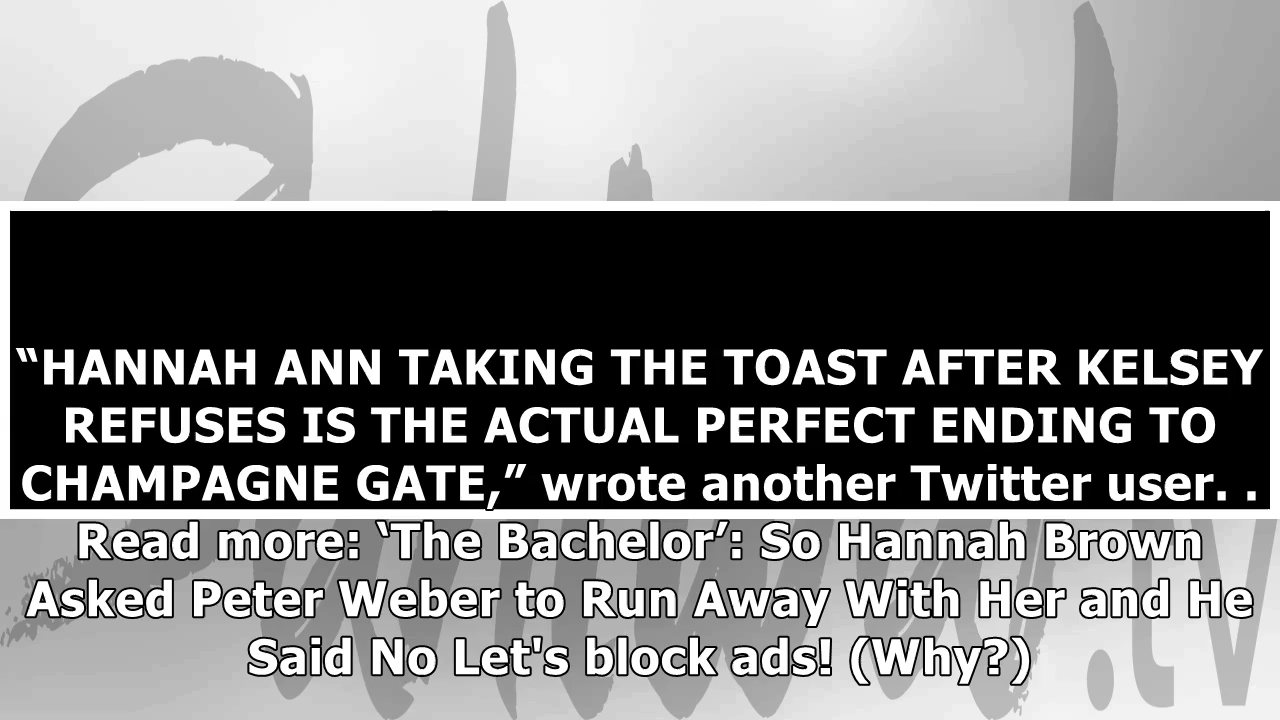 “HANNAH ANN TAKING THE TOAST AFTER KELSEY
REFUSES IS THE ACTUAL PERFECT ENDING TO
CHAMPAGNE GATE,” wrote another Twitter user. .
Read more: ‘The Bachelor’: So Hannah Brown
Asked Peter Weber to Run Away With Her and He
Said No Let's block ads! (Why?)
.tv